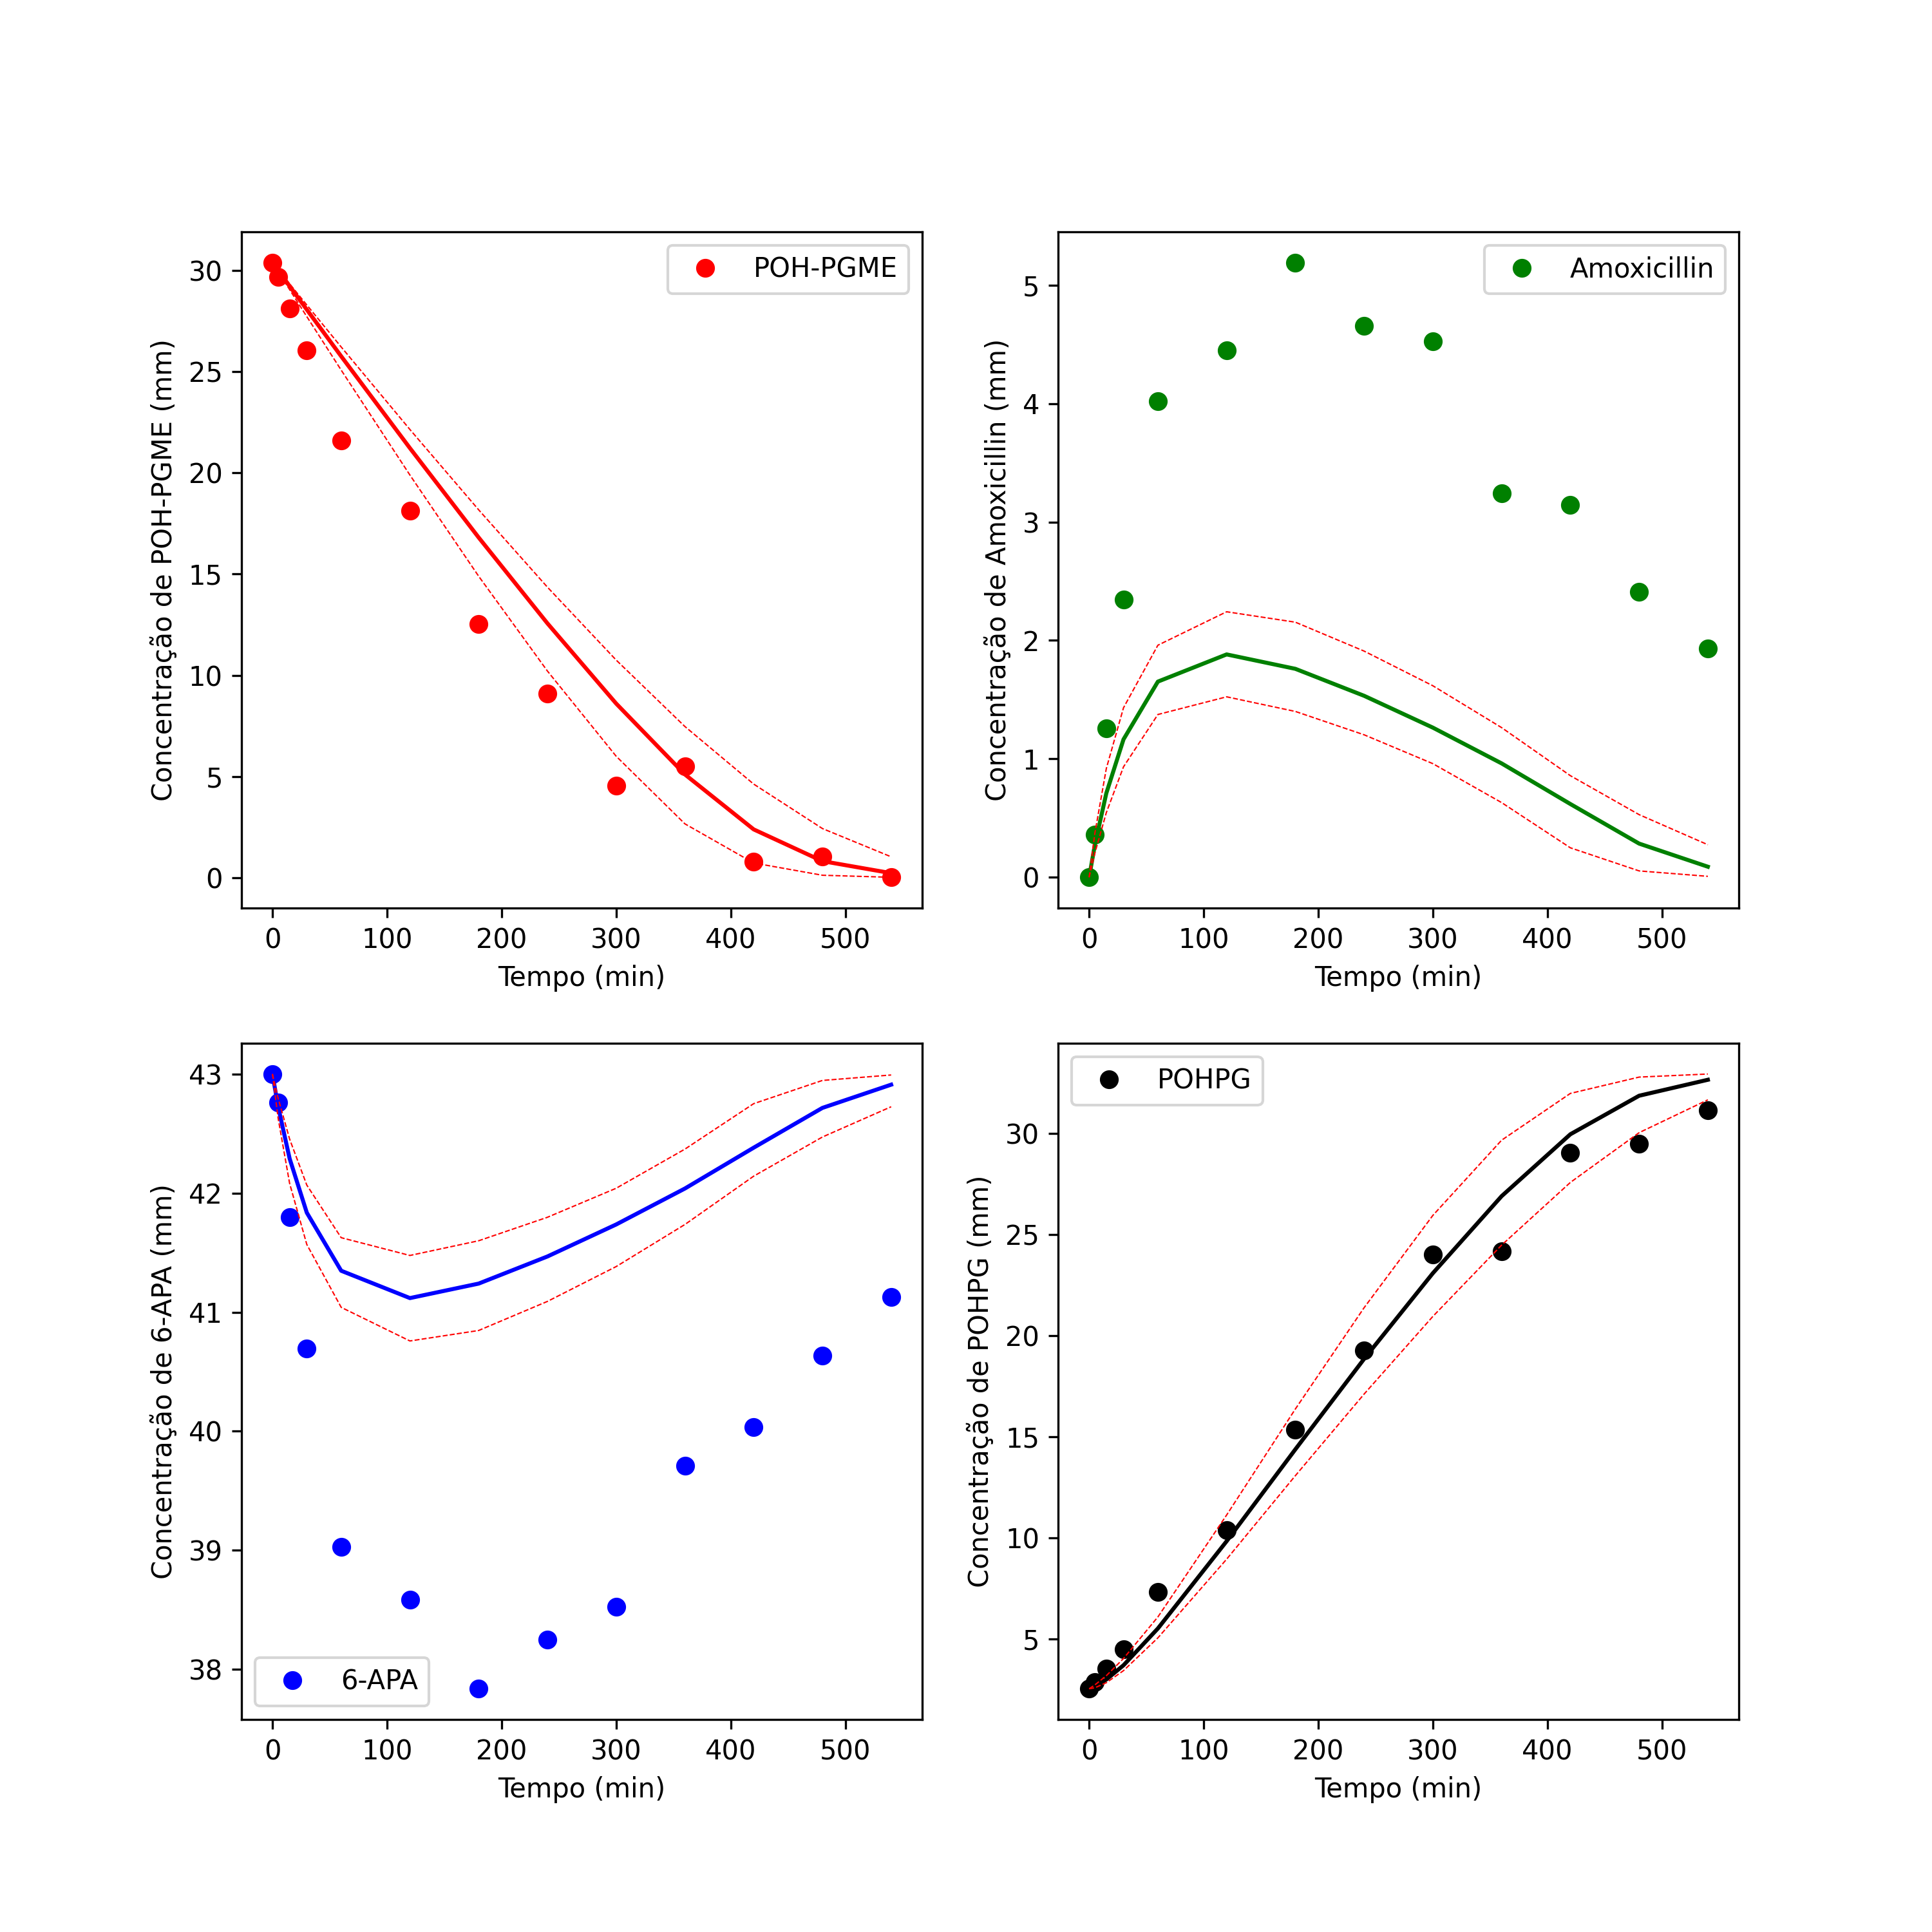 POH-PGME
Concentração de POH-PGME (mm)
30
25
20
15
10
5
0
0 100 200 300 400 500
Tempo (min)
Amoxicillin
Concentração de Amoxicillin (mm)
5
4
3
2
1
0
0 100 200 300 400 500
Tempo (min)
6-APA
Concentração de 6-APA (mm)
43
42
41
40
39
38
0 100 200 300 400 500
Tempo (min)
POHPG
Concentração de POHPG (mm)
30
25
20
15
10
5
0 100 200 300 400 500
Tempo (min)